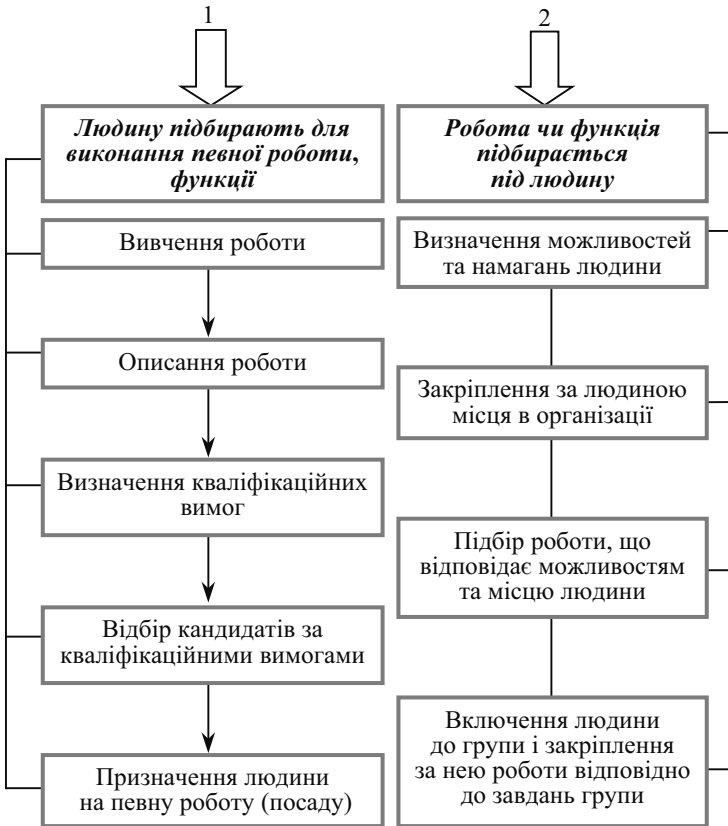 1
Людину підбирають для
виконання певної роботи,
функції
Вивчення роботи
Описання роботи
Визначення кваліфікаційних
вимог
Відбір кандидатів за
кваліфікаційними вимогами
Призначення людини
на певну роботу (посаду)
2
Робота чи функція
підбирається
під людину
Визначення можливостей
та намагань людини
Закріплення за людиною
місця в організації
Підбір роботи, що
відповідає можливостям
та місцю людини
Включення людини
до групи і закріплення
за нею роботи відповідно
до завдань групи